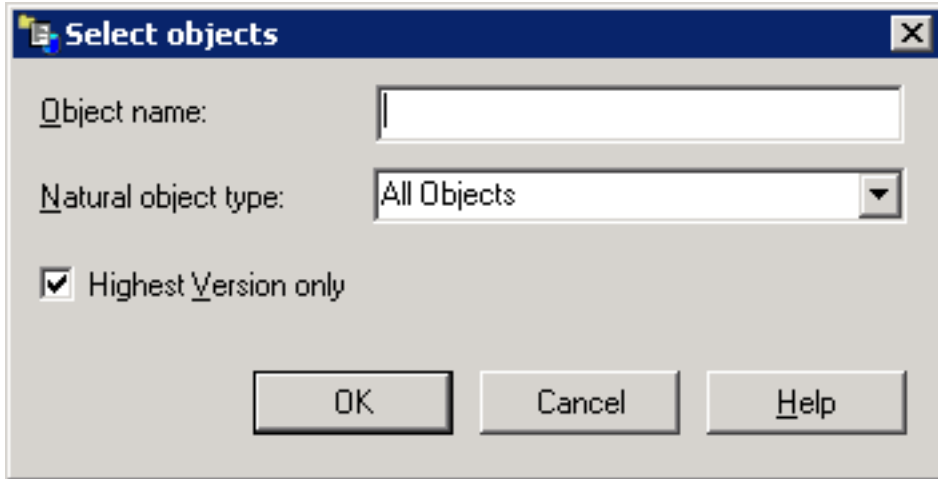 Select objects
Object name:
Natural object type: All Objects
Highest Version only
OK Cancel Help